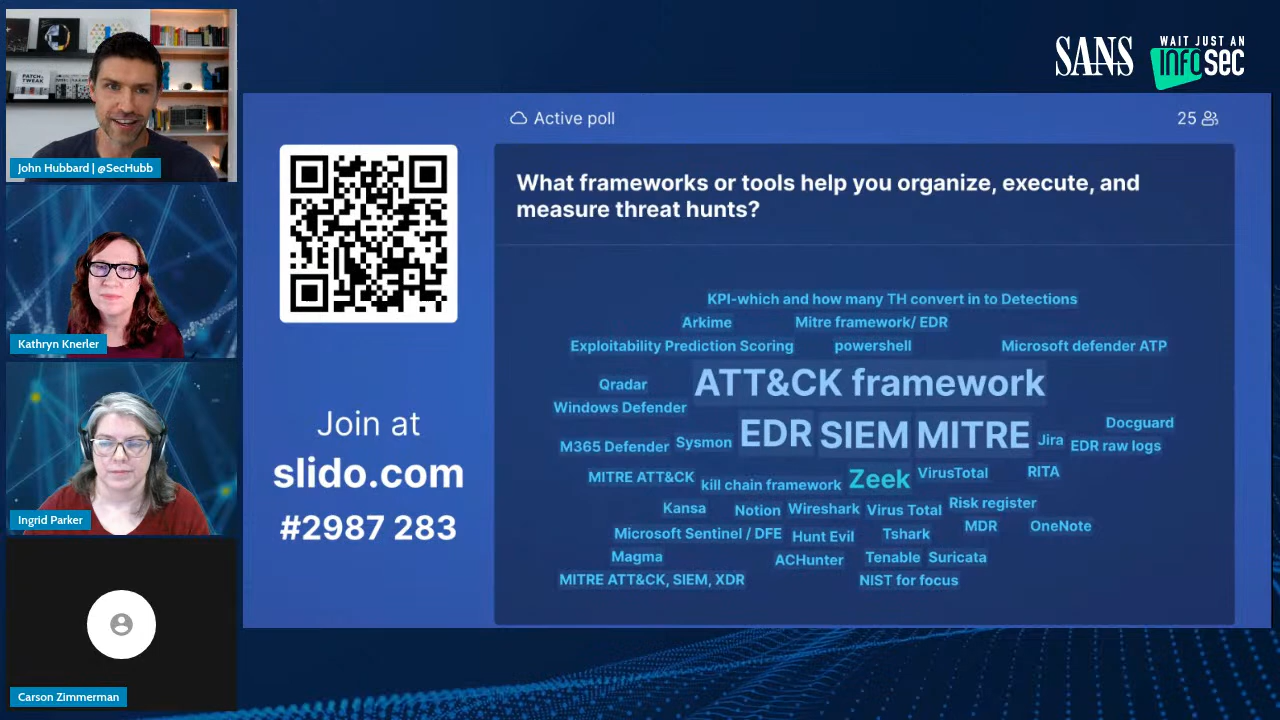 PATCH &
TWEAK
John Hubbard | @SecHubb
Kathryn Knerler
Ingrid Parker
Carson Zimmerman
SANS
WAIT JUST AN
INFOSEC
Join at
slido.com
#2987 283
Active poll
25
What frameworks or tools help you organize, execute, and
measure threat hunts?
KPI-which and how many TH convert in to Detections
Arkime
Mitre framework/ EDR
Exploitability Prediction Scoring
powershell
Microsoft defender ATP
Qradar
ATT&CK framework
Windows Defender
Docguard
M365 Defender
Sysmon
EDR
SIEM
MITRE
Jira
EDR raw logs
MITRE ATT&CK
kill chain framework
Zeek
VirusTotal
RITA
Kansa
Notion
Wireshark
Virus Total
Risk register
Microsoft Sentinel / DFE
Hunt Evil
Tshark
MDR
OneNote
Magma
ACHunter
Tenable
Suricata
MITRE ATT&CK, SIEM, XDR
NIST for focus